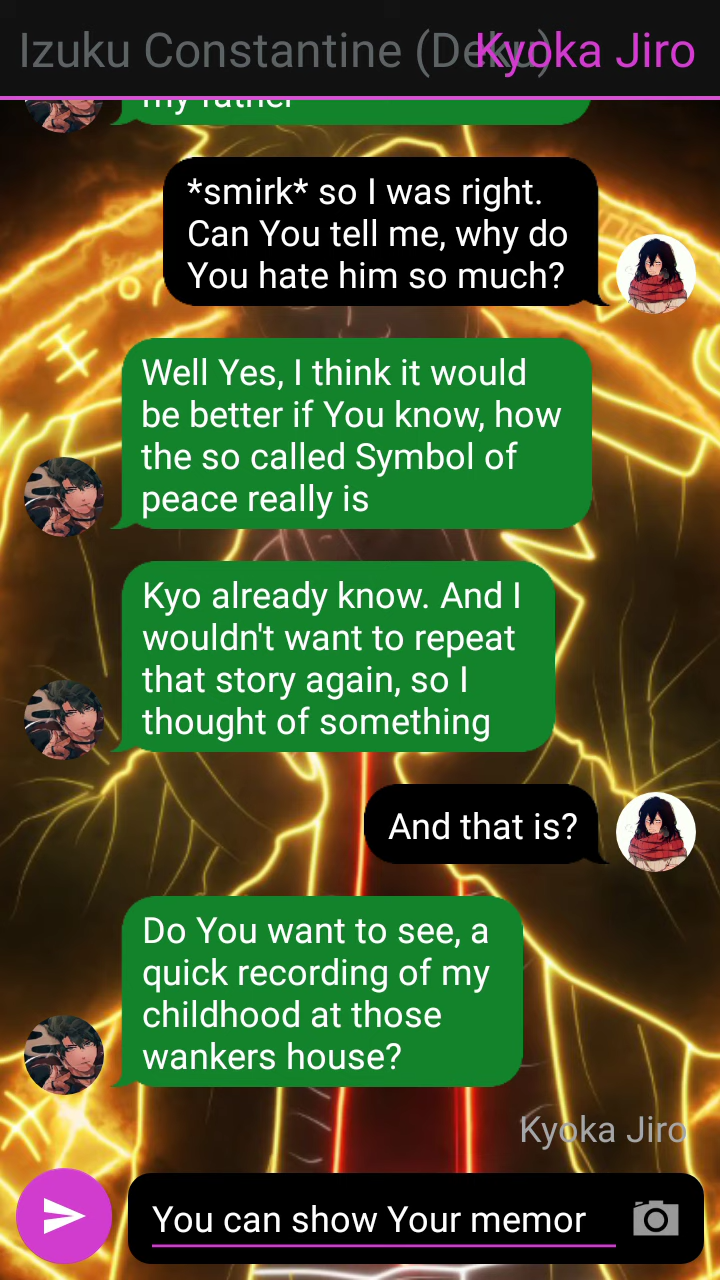 Izuku Constantine (Deku)
Kyoka Jiro
my father
*smirk* so I was right.
Can You tell me, why do
You hate him so much?
Well Yes, I think it would
be better if You know, how
the so called Symbol of
peace really is
Kyo already know. And I
wouldn't want to repeat
that story again, so I
thought of something
And that is?
Do You want to see, a
quick recording of my
childhood at those
wankers house?
Kyoka Jiro
You can show Your memor